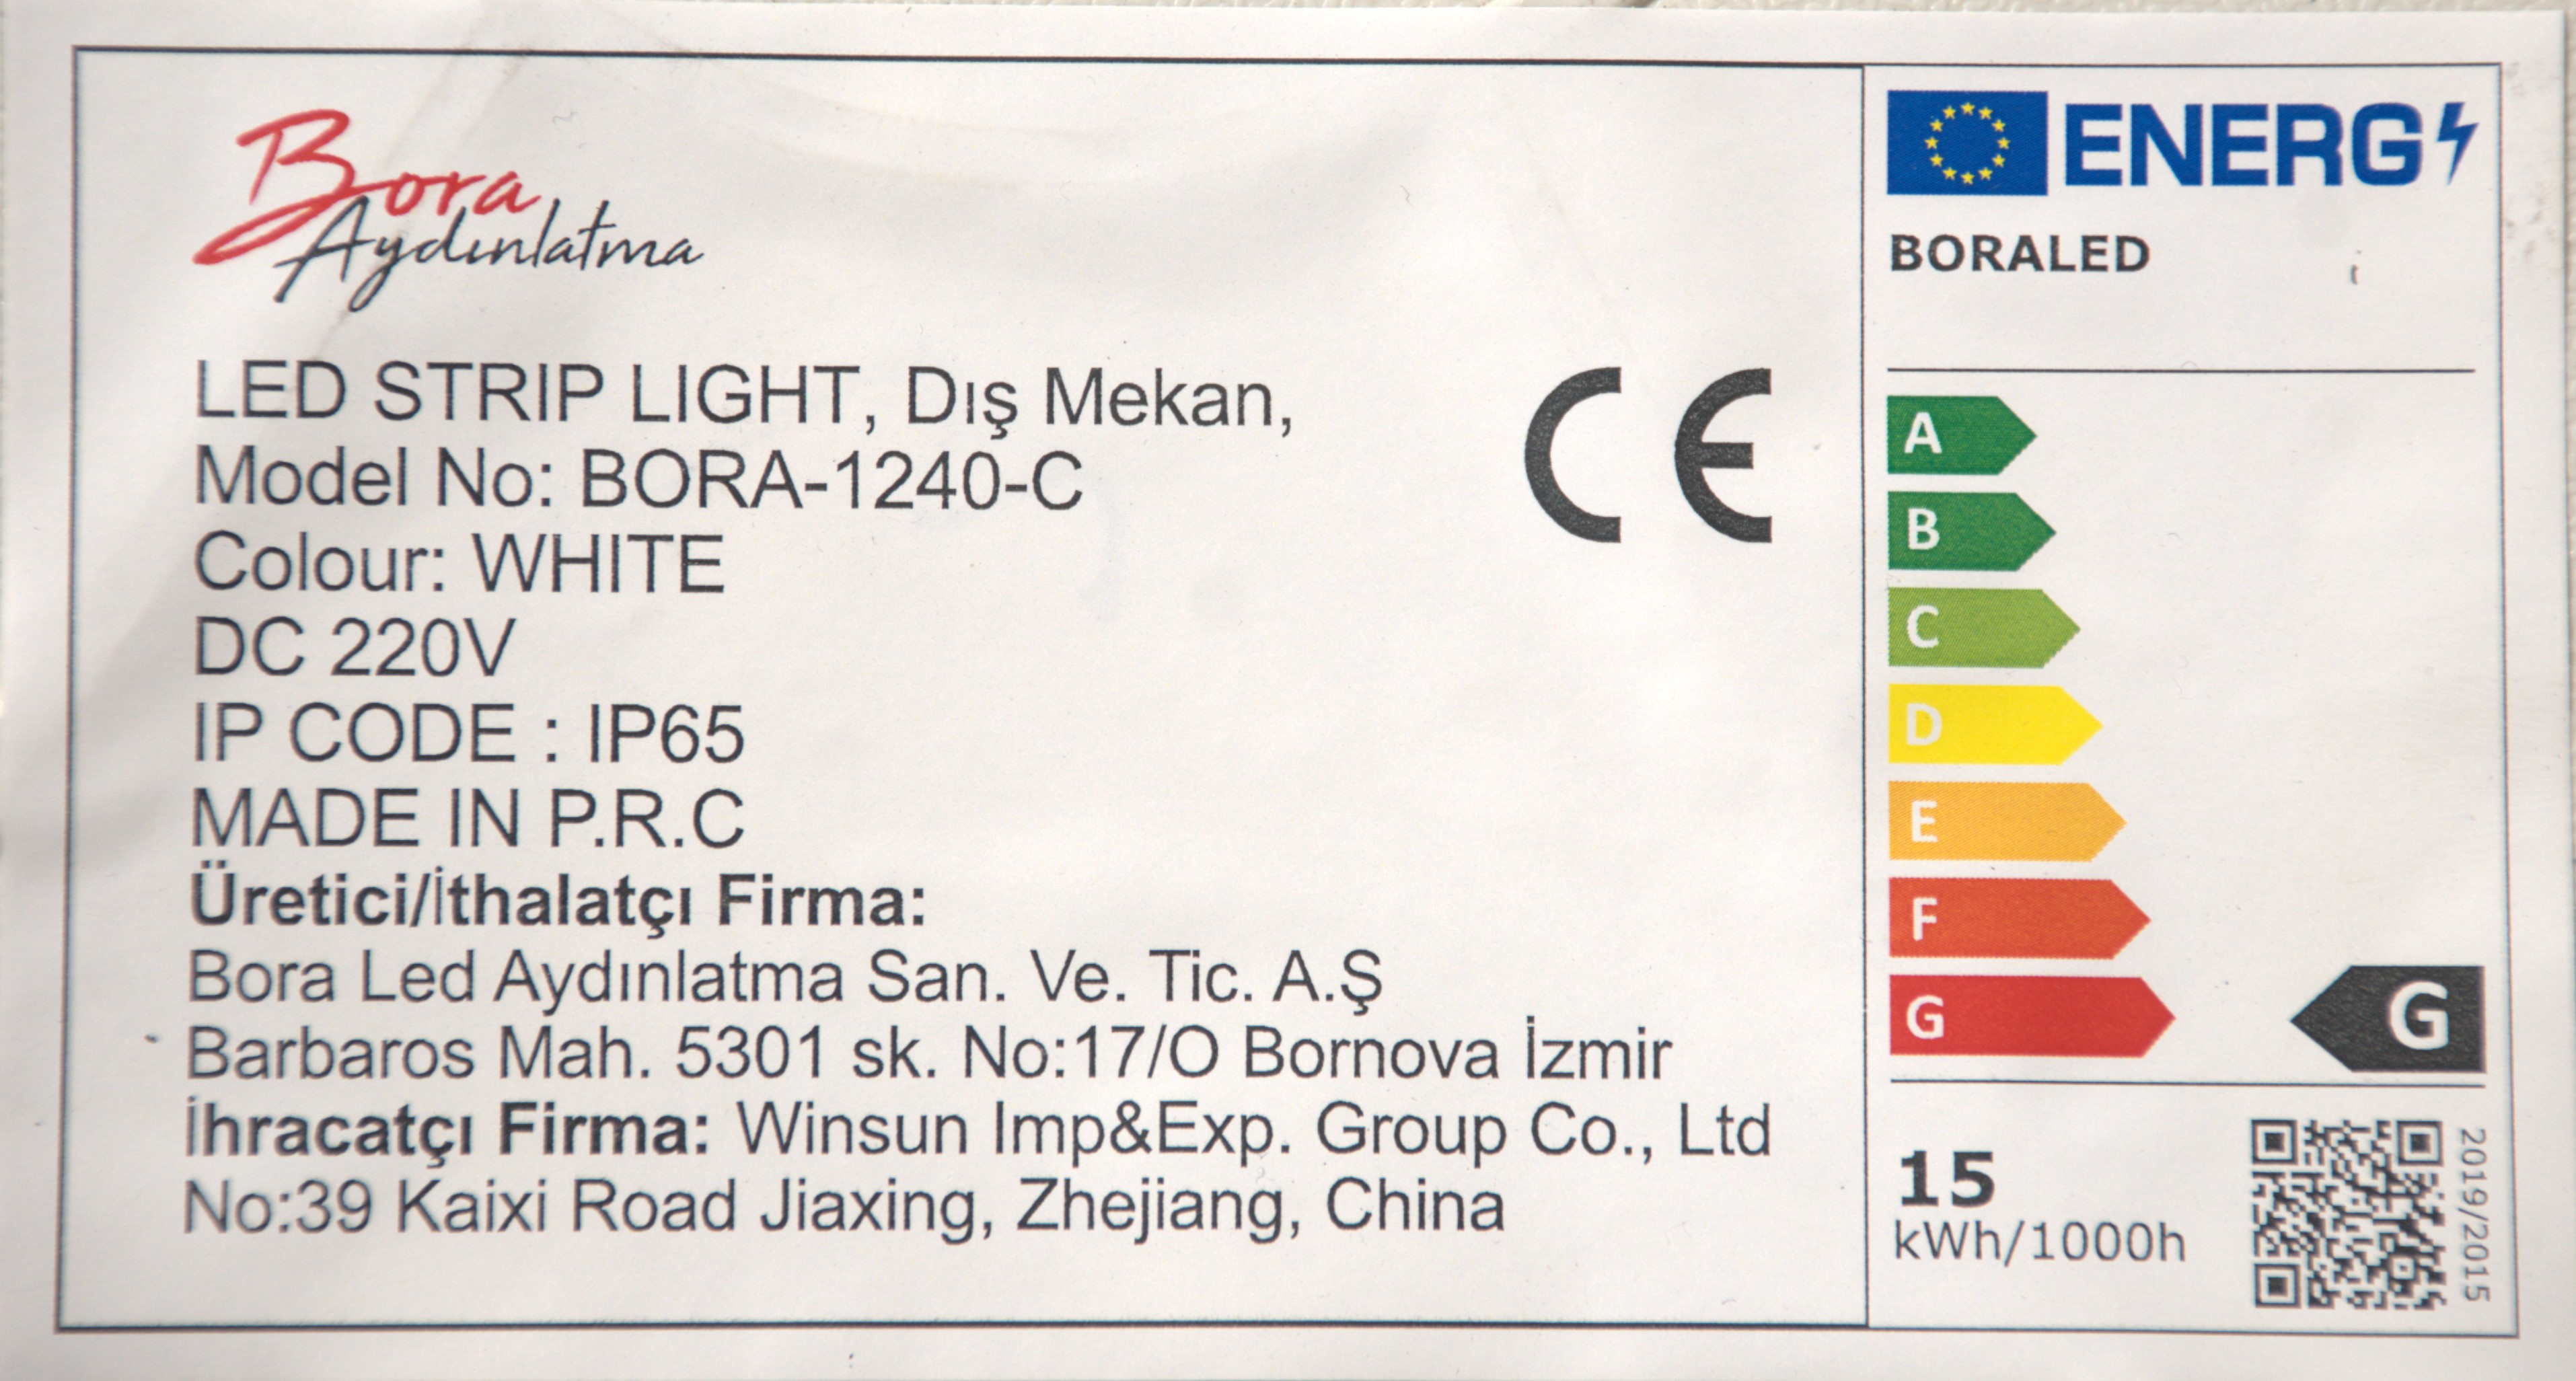 Bora
Aydınlatma
LED STRIP LIGHT, Dış Mekan,
Model No: BORA-1240-C
Colour: WHITE
DC 220V
IP CODE : IP65
MADE IN P.R.C
Üretici/İthalatçı Firma:
Bora Led Aydınlatma San. Ve. Tic. A.Ş
Barbaros Mah. 5301 sk. No:17/O Bornova İzmir
İhracatçı Firma: Winsun Imp&Exp. Group Co., Ltd
No:39 Kaixi Road Jiaxing, Zhejiang, China
CE
ENERG
BORALED
A
B
C
D
E
F
G
G
15
kWh/1000h
2019/2015